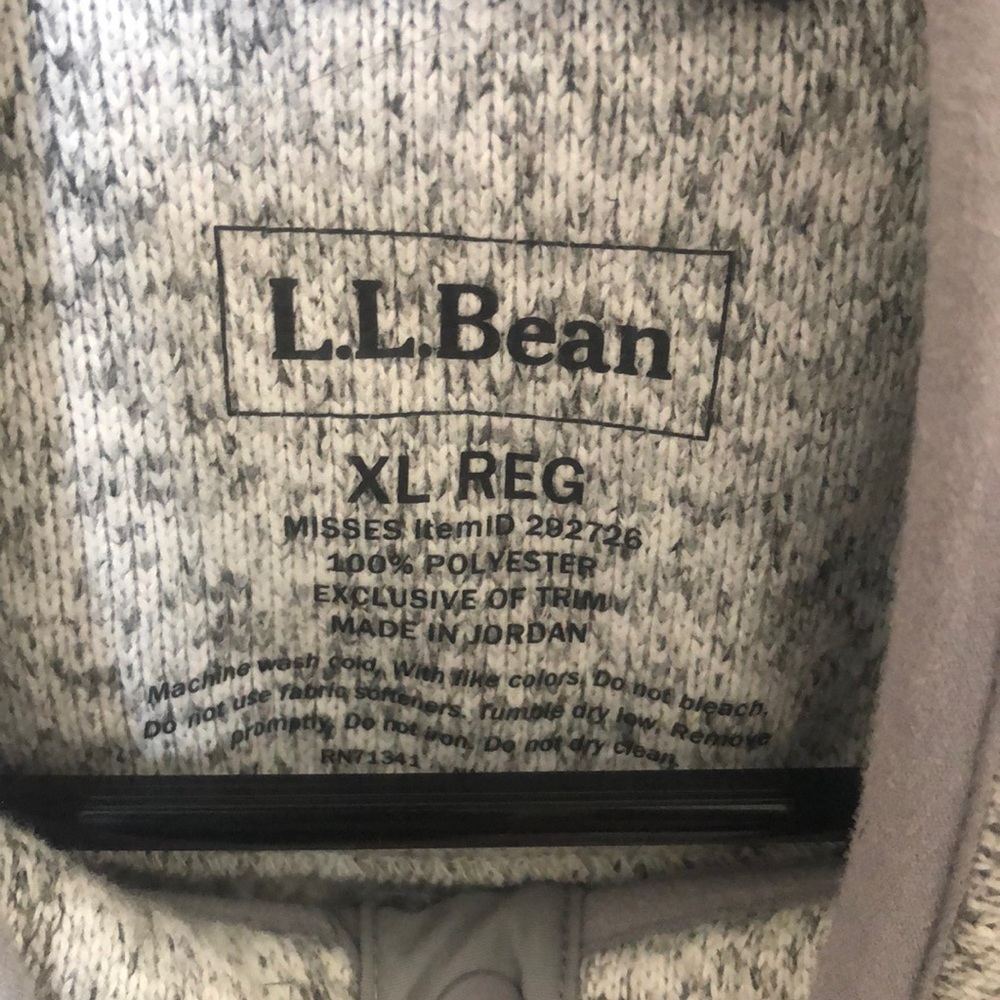 L.L.Bean
XL REG
MISSES ItemID 292726
100% POLYESTER
EXCLUSIVE OF TRIM
MADE IN JORDAN
Machine wash cold, With like colors. Do not bleach.
Do not use fabric softeners. Tumble dry low. Remove
promptly. Do not iron. Do not dry clean.
RN71341